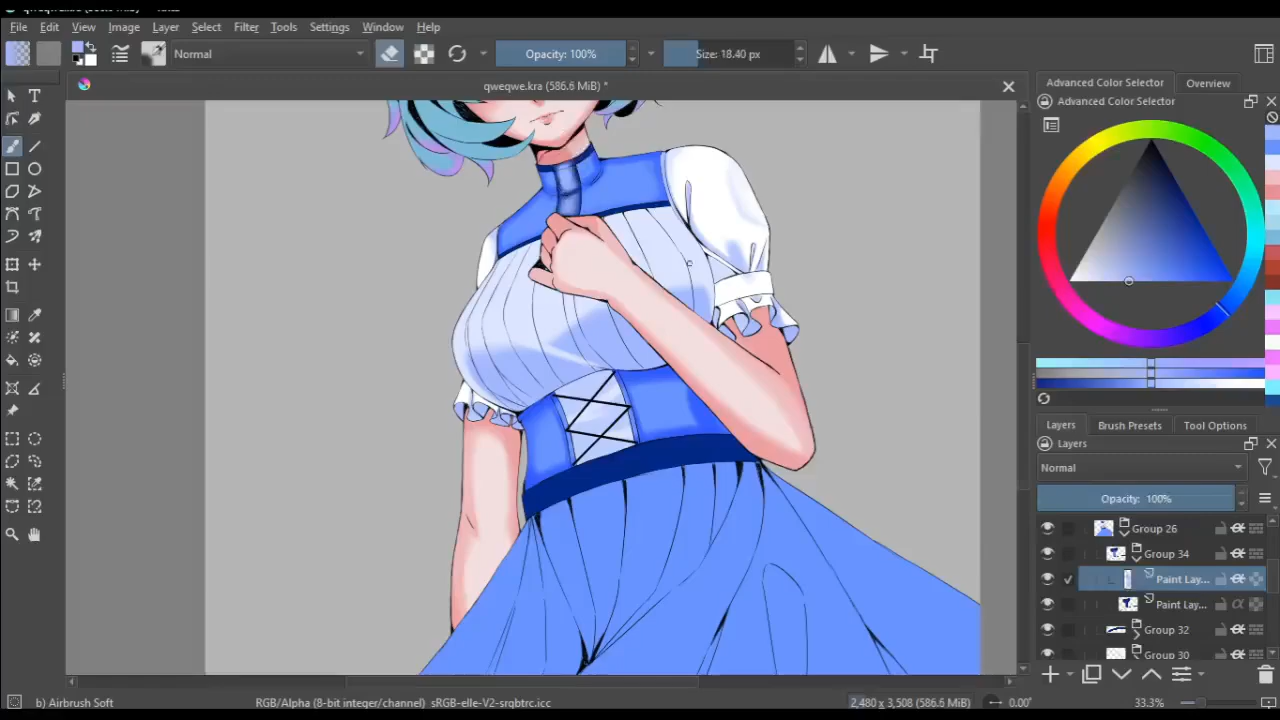 File Edit View Image Layer Select Filter Tools Settings Window Help
Normal
Opacity: 100%
Size: 18.40 px
qweqwe.kra (586.6 MiB) *
Advanced Color Selector
Overview
Advanced Color Selector
Layers
Brush Presets
Tool Options
Layers
Normal
Opacity: 100%
Group 26
Group 34
Paint Lay...
Paint Lay...
Group 32
Group 30
b) Airbrush Soft
RGB/Alpha (8-bit integer/channel) sRGB-elle-V2-srqbtrc.icc
2,480 x 3,508 (586.6 MiB)
0.00°
33.3%